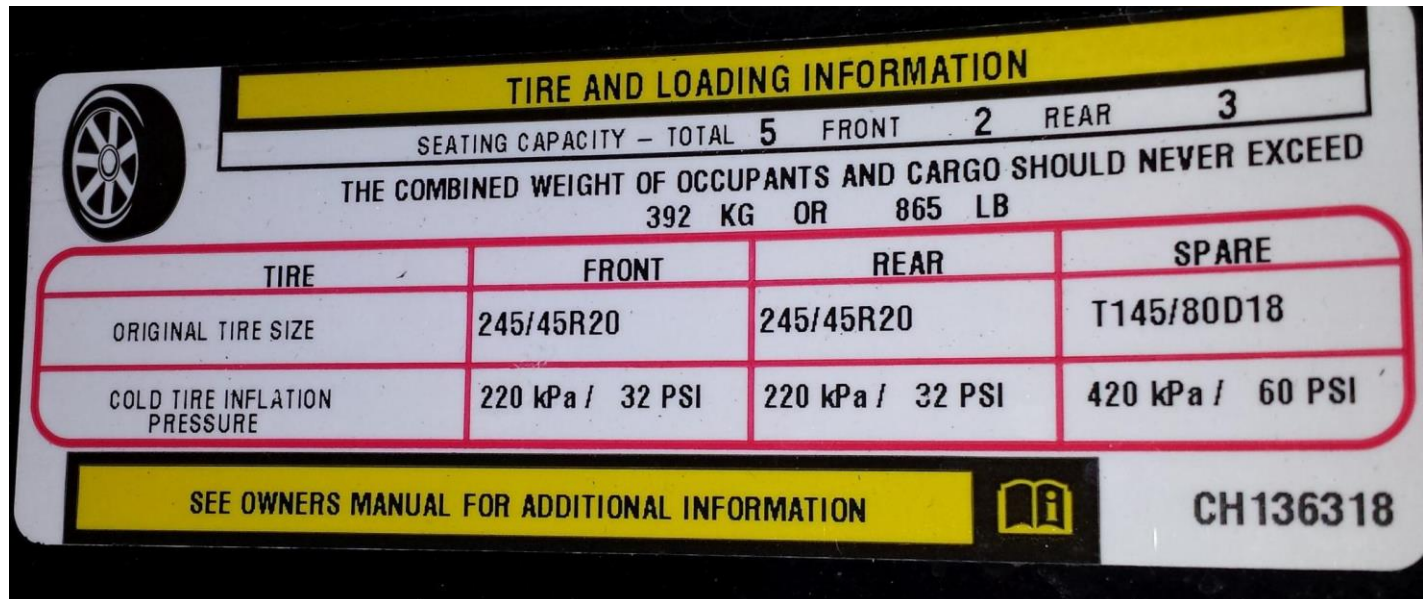 TIRE AND LOADING INFORMATION
SEATING CAPACITY – TOTAL 5 FRONT 2 REAR 3
THE COMBINED WEIGHT OF OCCUPANTS AND CARGO SHOULD NEVER EXCEED
392 KG OR 865 LB
TIRE FRONT REAR SPARE
ORIGINAL TIRE SIZE 245/45R20 245/45R20 T145/80D18
COLD TIRE INFLATION PRESSURE 220 kPa / 32 PSI 220 kPa / 32 PSI 420 kPa / 60 PSI
SEE OWNERS MANUAL FOR ADDITIONAL INFORMATION
CH136318